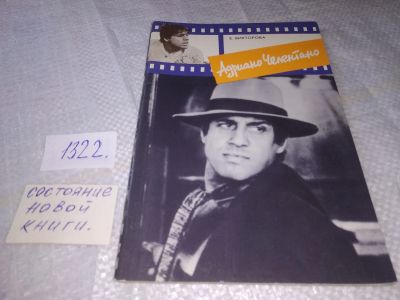 Е. ВИКТОРОВА
Адриано Челентано
1322.
СОСТОЯНИЕ
НОВОЙ
КНИГИ.